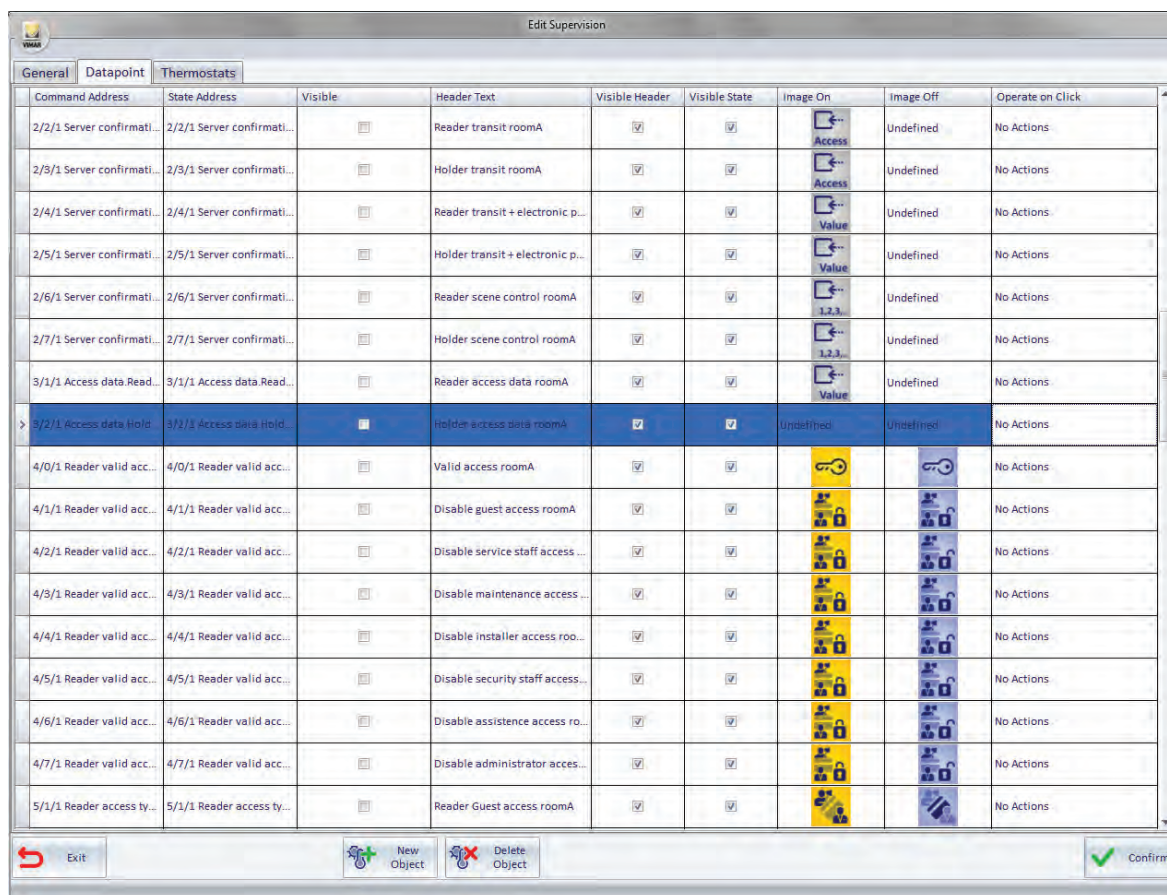 Edit Supervision
VIMAR
General Datapoint Thermostats
Command Address State Address Visible Header Text Visible Header Visible State Image On Image Off Operate on Click
2/2/1 Server confirmati... 2/2/1 Server confirmati... Reader transit roomA Access Undefined No Actions
2/3/1 Server confirmati... 2/3/1 Server confirmati... Holder transit roomA Access Undefined No Actions
2/4/1 Server confirmati... 2/4/1 Server confirmati... Reader transit + electronic p... Value Undefined No Actions
2/5/1 Server confirmati... 2/5/1 Server confirmati... Holder transit + electronic p... Value Undefined No Actions
2/6/1 Server confirmati... 2/6/1 Server confirmati... Reader scene control roomA 1,2,3,.. Undefined No Actions
2/7/1 Server confirmati... 2/7/1 Server confirmati... Holder scene control roomA 1,2,3,.. Undefined No Actions
3/1/1 Access data.Read... 3/1/1 Access data.Read... Reader access data roomA Value Undefined No Actions
> 3/2/1 Access data Hold... 3/2/1 Access data Hold... Holder access data roomA Undefined Undefined No Actions
4/0/1 Reader valid acc... 4/0/1 Reader valid acc... Valid access roomA No Actions
4/1/1 Reader valid acc... 4/1/1 Reader valid acc... Disable guest access roomA No Actions
4/2/1 Reader valid acc... 4/2/1 Reader valid acc... Disable service staff access ... No Actions
4/3/1 Reader valid acc... 4/3/1 Reader valid acc... Disable maintenance access ... No Actions
4/4/1 Reader valid acc... 4/4/1 Reader valid acc... Disable installer access roo... No Actions
4/5/1 Reader valid acc... 4/5/1 Reader valid acc... Disable security staff access... No Actions
4/6/1 Reader valid acc... 4/6/1 Reader valid acc... Disable assistence access ro... No Actions
4/7/1 Reader valid acc... 4/7/1 Reader valid acc... Disable administrator acces... No Actions
5/1/1 Reader access ty... 5/1/1 Reader access ty... Reader Guest access roomA No Actions
Exit New Object Delete Object Confirm